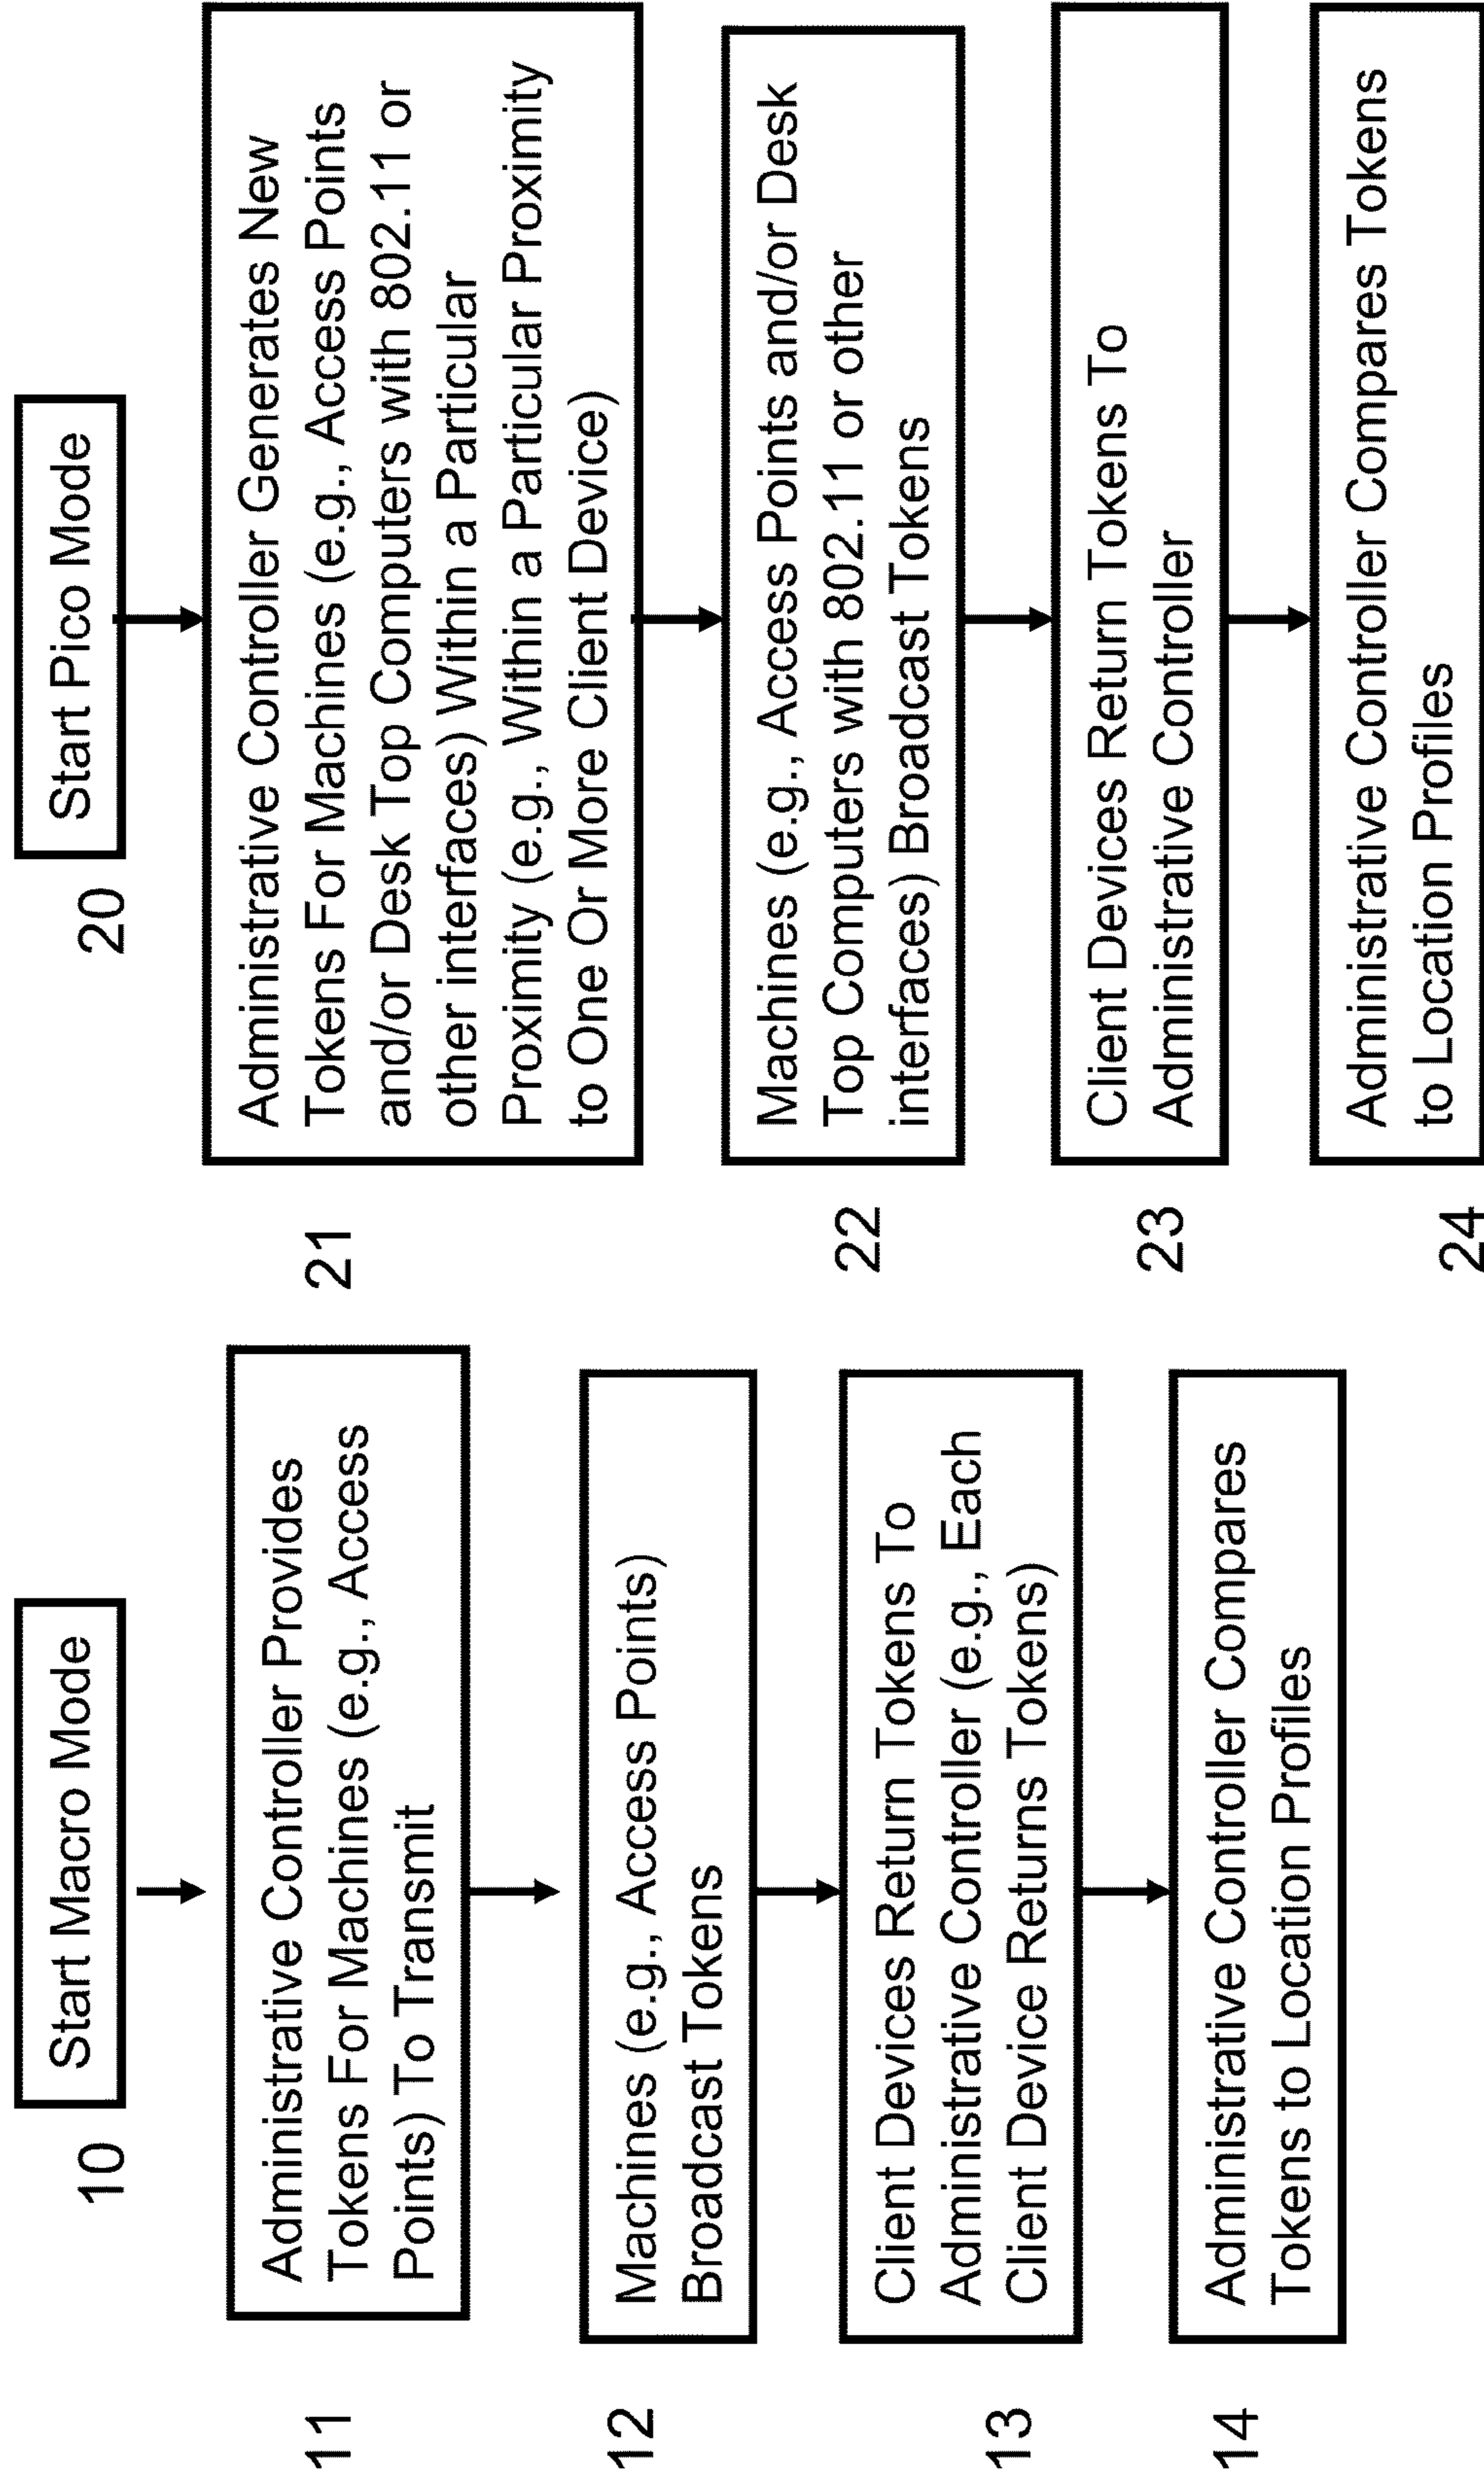 10
Start Macro Mode
11
Administrative Controller Provides
Tokens For Machines (e.g., Access
Points) To Transmit
12
Machines (e.g., Access Points)
Broadcast Tokens
13
Client Devices Return Tokens To
Administrative Controller (e.g., Each
Client Device Returns Tokens)
14
Administrative Controller Compares
Tokens to Location Profiles
20
Start Pico Mode
21
Administrative Controller Generates New
Tokens For Machines (e.g., Access Points
and/or Desk Top Computers with 802.11 or
other interfaces) Within a Particular
Proximity (e.g., Within a Particular Proximity
to One Or More Client Device)
22
Machines (e.g., Access Points and/or Desk
Top Computers with 802.11 or other
interfaces) Broadcast Tokens
23
Client Devices Return Tokens To
Administrative Controller
24
Administrative Controller Compares Tokens
to Location Profiles